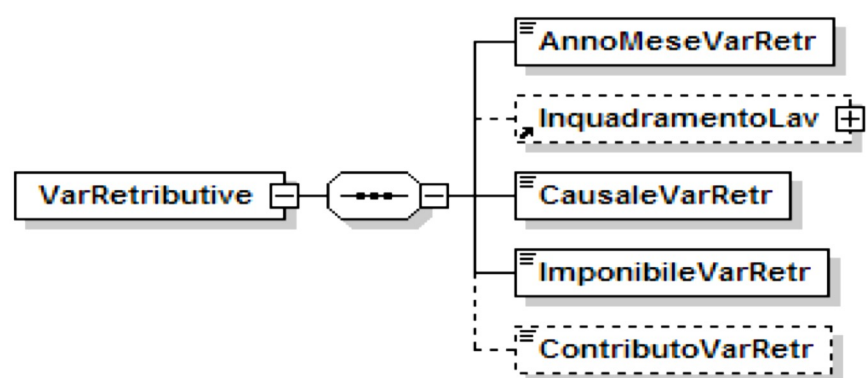 AnnoMeseVarRetr
InquadramentoLav
VarRetributive
CausaleVarRetr
ImponibileVarRetr
ContributoVarRetr